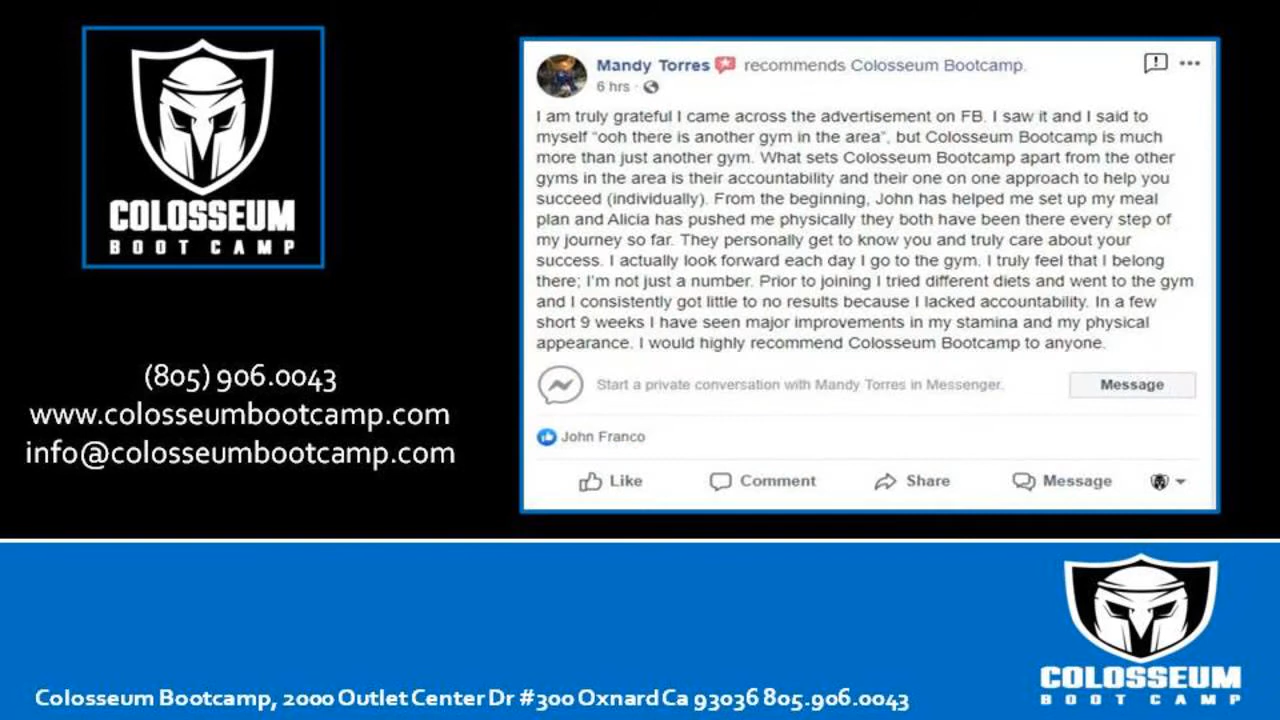 COLOSSEUM
BOOT CAMP
(805) 906.0043
www.colosseumbootcamp.com
info@colosseumbootcamp.com
Mandy Torres recommends Colosseum Bootcamp.
6 hrs ·
I am truly grateful I came across the advertisement on FB. I saw it and I said to
myself "ooh there is another gym in the area", but Colosseum Bootcamp is much
more than just another gym. What sets Colosseum Bootcamp apart from the other
gyms in the area is their accountability and their one on one approach to help you
succeed (individually). From the beginning, John has helped me set up my meal
plan and Alicia has pushed me physically they both have been there every step of
my journey so far. They personally get to know you and truly care about your
success. I actually look forward each day I go to the gym. I truly feel that I belong
there; I'm not just a number. Prior to joining I tried different diets and went to the gym
and I consistently got little to no results because I lacked accountability. In a few
short 9 weeks I have seen major improvements in my stamina and my physical
appearance. I would highly recommend Colosseum Bootcamp to anyone.
Start a private conversation with Mandy Torres in Messenger.
Message
John Franco
Like Comment Share Message
Colosseum Bootcamp, 2000 Outlet Center Dr #300 Oxnard Ca 93036 805.906.0043
COLOSSEUM
BOOT CAMP